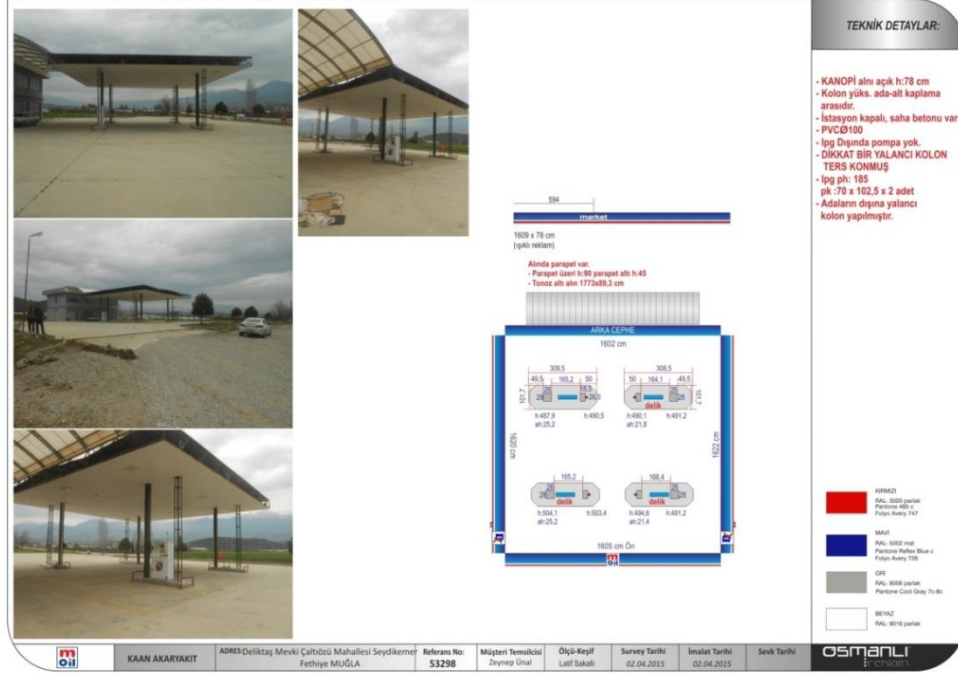 TEKNİK DETAYLAR:
- KANOPİ alnı açık h:78 cm
- Kolon yüks. ada-alt kaplama
arasıdır.
- İstasyon kapalı, saha betonu var
- PVCØ100
- lpg Dışında pompa yok.
- DİKKAT BİR YALANCI KOLON
TERS KONMUŞ
- lpg ph: 185
pk :70 x 102,5 x 2 adet
- Adaların dışına yalancı
kolon yapılmıştır.
594
market
1609 x 78 cm
(ışıklı reklam)
Alında parapet var.
- Parapet üzeri h:90 parapet altı h:45
- Tonoz altı alın 1773x89,3 cm
ARKA CEPHE
1602 cm
309,5
308,5
49,5 165,2 50
50 164,1 49,5
101,7
101,7
delik
h:487,9 h:490,5
ah:25,2
h:490,1 h:491,2
ah:21,8
1620 cm
1622 cm
165,2
166,4
delik
delik
h:504,1 h:503,4
ah:25,2
h:494,6 h:491,2
ah:21,4
1605 cm Ön
m
oil
KIRMIZI
RAL- 3020 parlak
Pantone 485 c
Folyo Avery 747
MAVİ
RAL- 5002 mat
Pantone Reflex Blue c
Folyo Avery 726
GRİ
RAL- 9006 parlak
Pantone Cool Gray 7c-8c
BEYAZ
RAL- 9016 parlak
m
oil
KAAN AKARYAKIT
ADRES:Deliktaş Mevki Çaltıözü Mahallesi Seydikemer
Fethiye MUĞLA
Referans No:
53298
Müşteri Temsilcisi
Zeynep Ünal
Ölçü-Keşif
Latif Sakallı
Survey Tarihi
02.04.2015
İmalat Tarihi
02.04.2015
Sevk Tarihi
OSMANLI
reklam